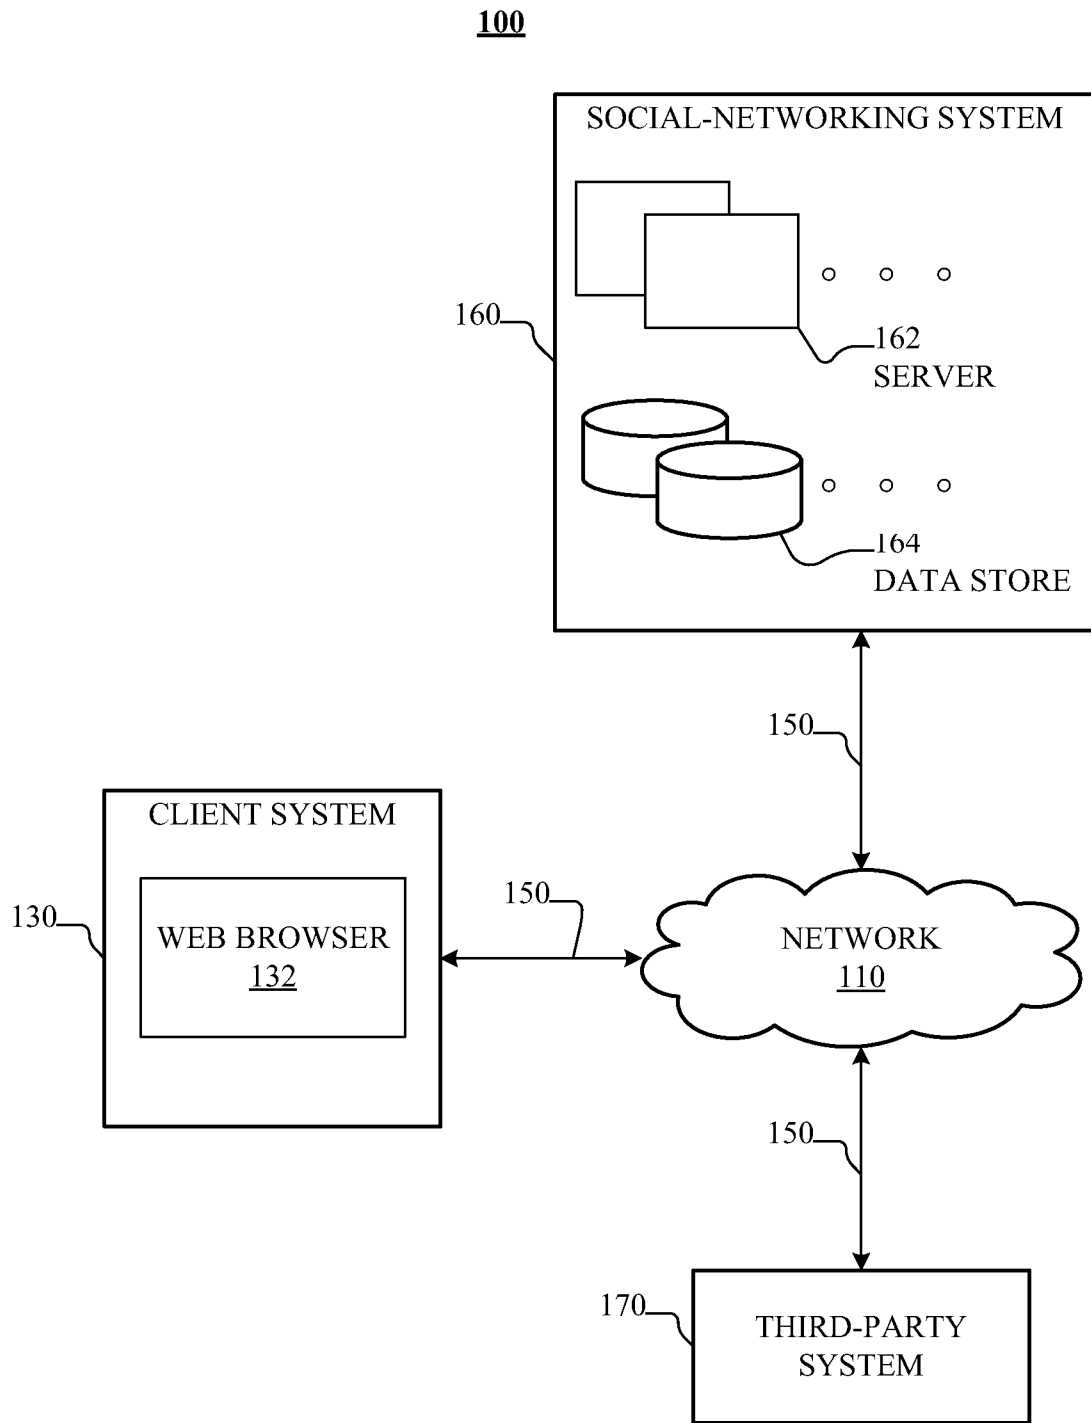 100
SOCIAL-NETWORKING SYSTEM
160
162
SERVER
164
DATA STORE
150
CLIENT SYSTEM
130
WEB BROWSER
132
150
NETWORK
110
150
170
THIRD-PARTY
SYSTEM